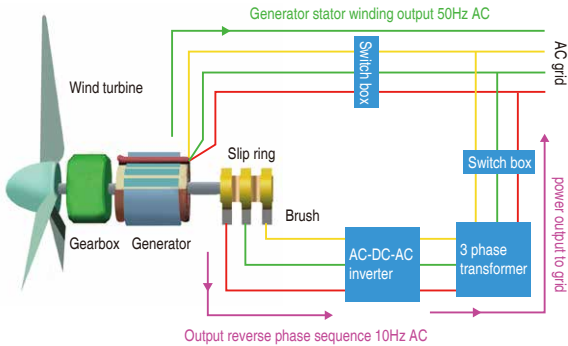 Generator stator winding output 50Hz AC
Wind turbine
Switch box
AC grid
Slip ring
Switch box
Brush
Gearbox
Generator
AC-DC-AC
inverter
3 phase
transformer
power output to grid
Output reverse phase sequence 10Hz AC